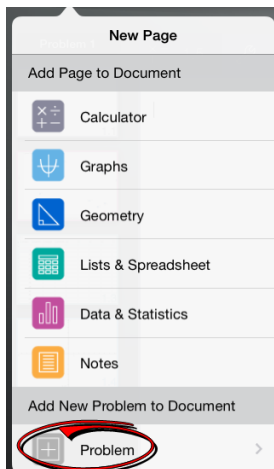 New Page
Add Page to Document
Calculator
Graphs
Geometry
Lists & Spreadsheet
Data & Statistics
Notes
Add New Problem to Document
Problem